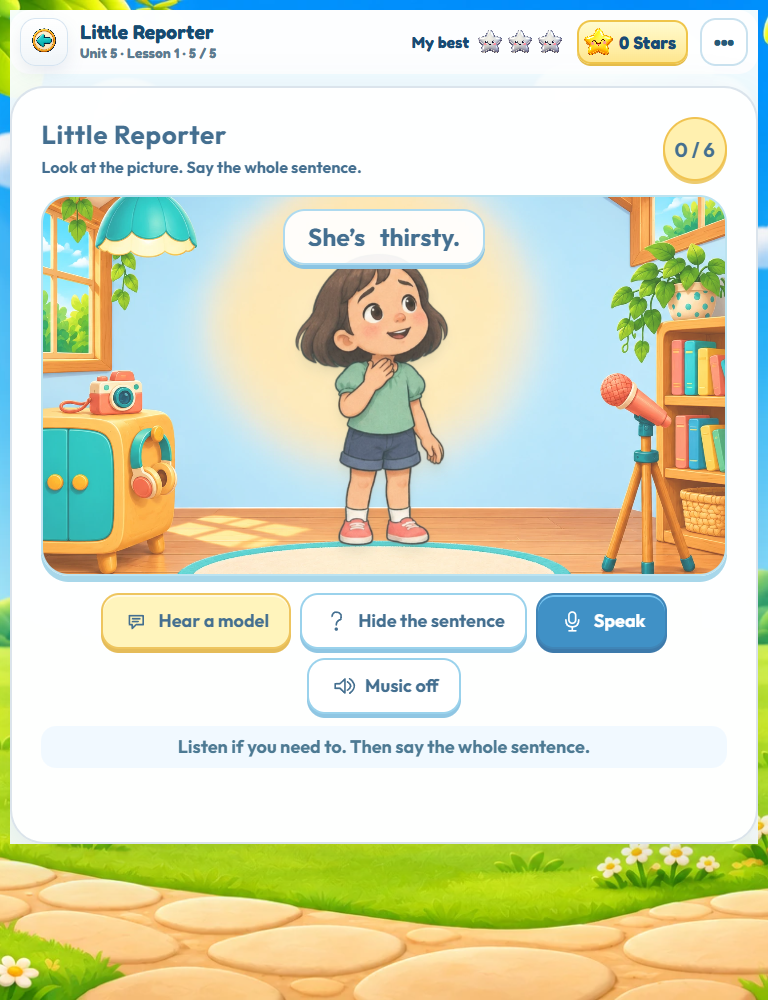 Little Reporter
Unit 5 · Lesson 1 · 5 / 5
My best
0 Stars
Little Reporter
Look at the picture. Say the whole sentence.
0 / 6
She’s thirsty.
Hear a model
? Hide the sentence
Speak
Music off
Listen if you need to. Then say the whole sentence.